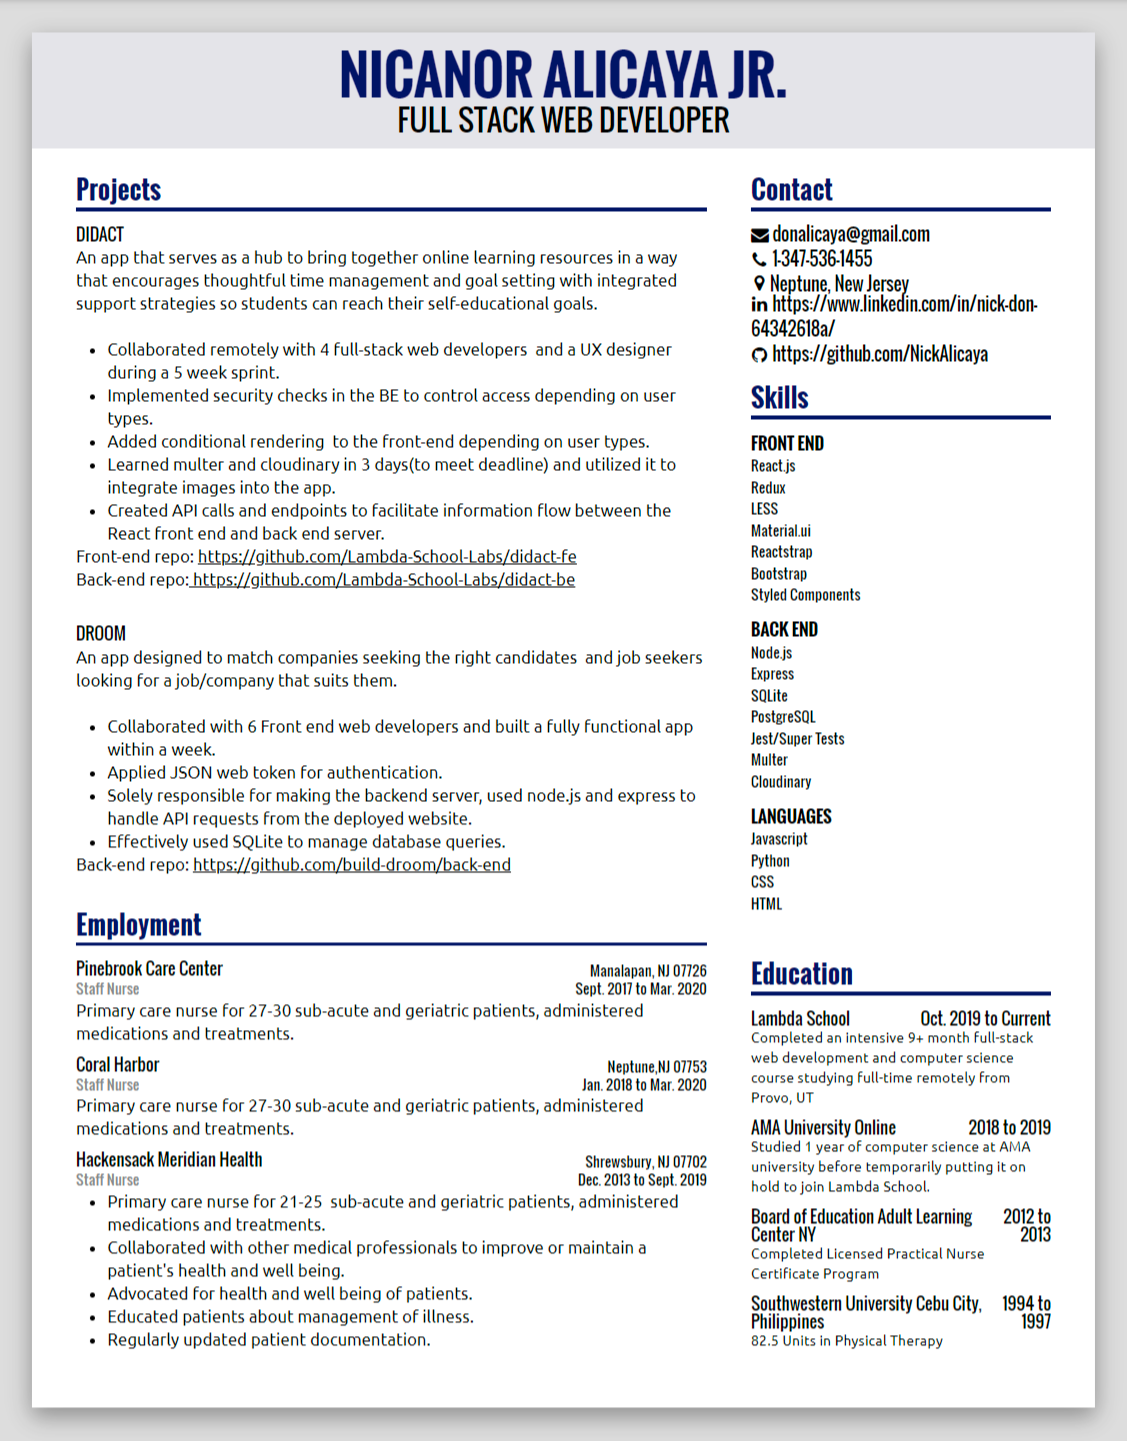 NICANOR ALICAYA JR.
FULL STACK WEB DEVELOPER
Projects
DIDACT
An app that serves as a hub to bring together online learning resources in a way
that encourages thoughtful time management and goal setting with integrated
support strategies so students can reach their self-educational goals.
• Collaborated remotely with 4 full-stack web developers  and a UX designer
during a 5 week sprint.
• Implemented security checks in the BE to control access depending on user
types.
• Added conditional rendering  to the front-end depending on user types.
• Learned multer and cloudinary in 3 days(to meet deadline) and utilized it to
integrate images into the app.
• Created API calls and endpoints to facilitate information flow between the
React front end and back end server.
Front-end repo: https://github.com/Lambda-School-Labs/didact-fe
Back-end repo: https://github.com/Lambda-School-Labs/didact-be
DROOM
An app designed to match companies seeking the right candidates  and job seekers
looking for a job/company that suits them.
• Collaborated with 6 Front end web developers and built a fully functional app
within a week.
• Applied JSON web token for authentication.
• Solely responsible for making the backend server, used node.js and express to
handle API requests from the deployed website.
• Effectively used SQLite to manage database queries.
Back-end repo: https://github.com/build-droom/back-end
Employment
Pinebrook Care Center Manalapan, NJ 07726
Staff Nurse Sept. 2017 to Mar. 2020
Primary care nurse for 27-30 sub-acute and geriatric patients, administered
medications and treatments.
Coral Harbor Neptune,NJ 07753
Staff Nurse Jan. 2018 to Mar. 2020
Primary care nurse for 27-30 sub-acute and geriatric patients, administered
medications and treatments.
Hackensack Meridian Health Shrewsbury, NJ 07702
Staff Nurse Dec. 2013 to Sept. 2019
• Primary care nurse for 21-25  sub-acute and geriatric patients, administered
medications and treatments.
• Collaborated with other medical professionals to improve or maintain a
patient's health and well being.
• Advocated for health and well being of patients.
• Educated patients about management of illness.
• Regularly updated patient documentation.
Contact
donalicaya@gmail.com
1-347-536-1455
Neptune, New Jersey
https://www.linkedin.com/in/nick-don-
64342618a/
https://github.com/NickAlicaya
Skills
FRONT END
React.js
Redux
LESS
Material.ui
Reactstrap
Bootstrap
Styled Components
BACK END
Node.js
Express
SQLite
PostgreSQL
Jest/Super Tests
Multer
Cloudinary
LANGUAGES
Javascript
Python
CSS
HTML
Education
Lambda School Oct. 2019 to Current
Completed an intensive 9+ month full-stack
web development and computer science
course studying full-time remotely from
Provo, UT
AMA University Online 2018 to 2019
Studied 1 year of computer science at AMA
university before temporarily putting it on
hold to join Lambda School.
Board of Education Adult Learning 2012 to
Center NY 2013
Completed Licensed Practical Nurse
Certificate Program
Southwestern University Cebu City, 1994 to
Philippines 1997
82.5 Units in Physical Therapy